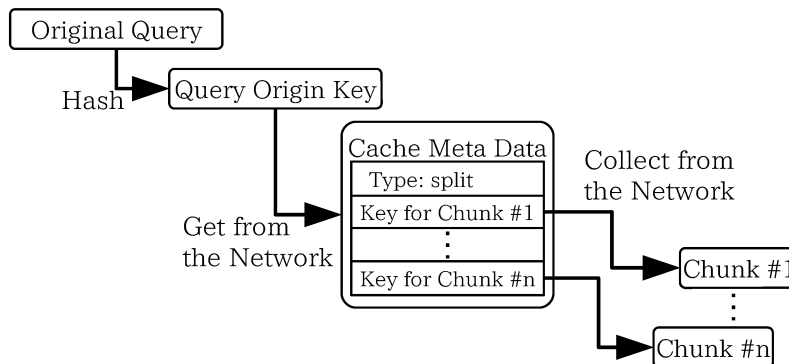 Original Query
Hash
Query Origin Key
Cache Meta Data
Type: split
Key for Chunk #1
Key for Chunk #n
Get from
the Network
Collect from
the Network
Chunk #1
Chunk #n